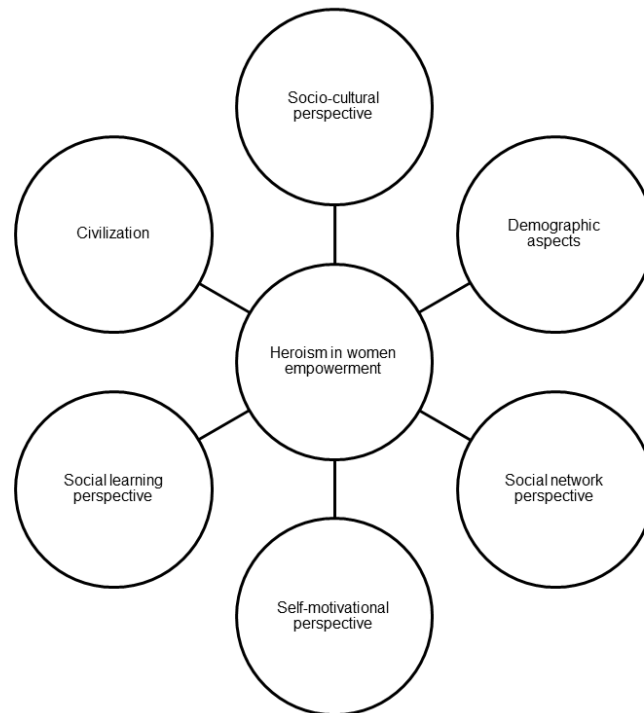 Socio-cultural
perspective
Civilization
Demographic
aspects
Heroism in women
empowerment
Social learning
perspective
Social network
perspective
Self-motivational
perspective